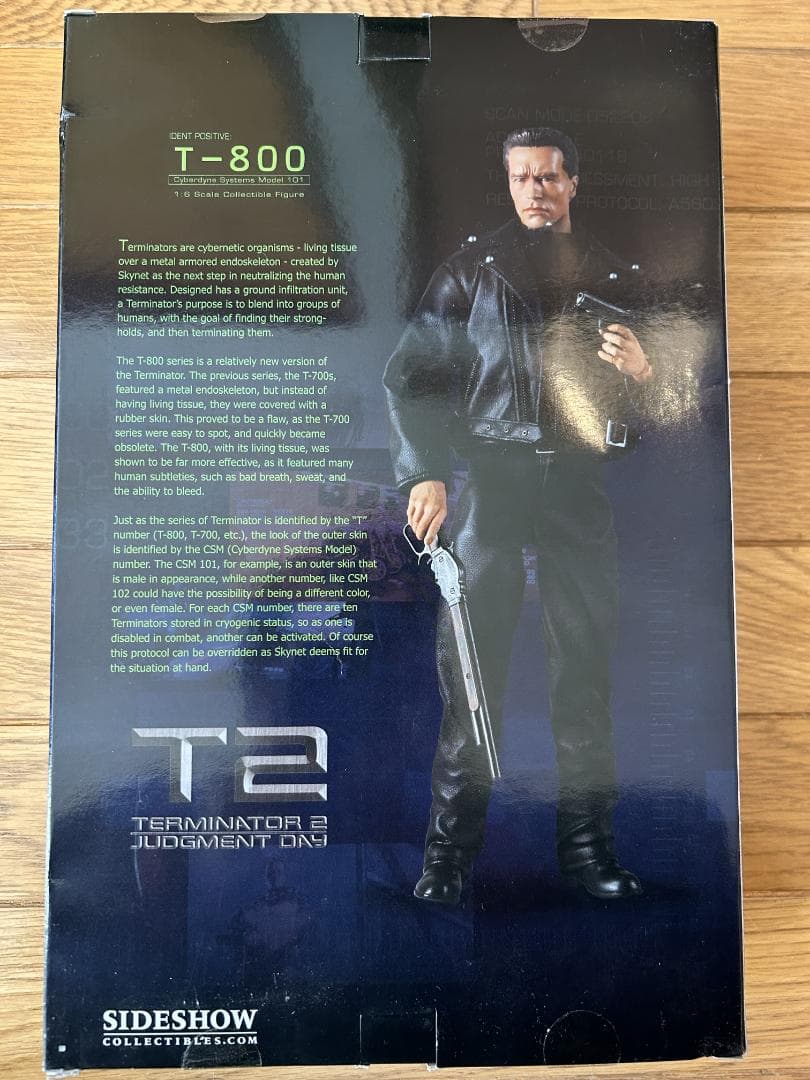 IDENT POSITIVE:
T-800
Cyberdyne Systems Model 101
1:6 Scale Collectible Figure
SCAN MODE
Terminators are cybernetic organisms - living tissue
over a metal armored endoskeleton - created by
Skynet as the next step in neutralizing the human
resistance. Designed has a ground infiltration unit,
a Terminator's purpose is to blend into groups of
humans, with the goal of finding their strong-
holds, and then terminating them.
The T-800 series is a relatively new version of
the Terminator. The previous series, the T-700s,
featured a metal endoskeleton, but instead of
having living tissue, they were covered with a
rubber skin. This proved to be a flaw, as the T-700
series were easy to spot, and quickly became
obsolete. The T-800, with its living tissue, was
shown to be far more effective, as it featured many
human subtleties, such as bad breath, sweat, and
the ability to bleed.
Just as the series of Terminator is identified by the "T"
number (T-800, T-700, etc.), the look of the outer skin
is identified by the CSM (Cyberdyne Systems Model)
number. The CSM 101, for example, is an outer skin that
is male in appearance, while another number, like CSM
102 could have the possibility of being a different color,
or even female. For each CSM number, there are ten
Terminators stored in cryogenic status, so as one is
disabled in combat, another can be activated. Of course
this protocol can be overridden as Skynet deems fit for
the situation at hand.
T2
TERMINATOR 2
JUDGMENT DAY
SIDESHOW
COLLECTIBLES.COM